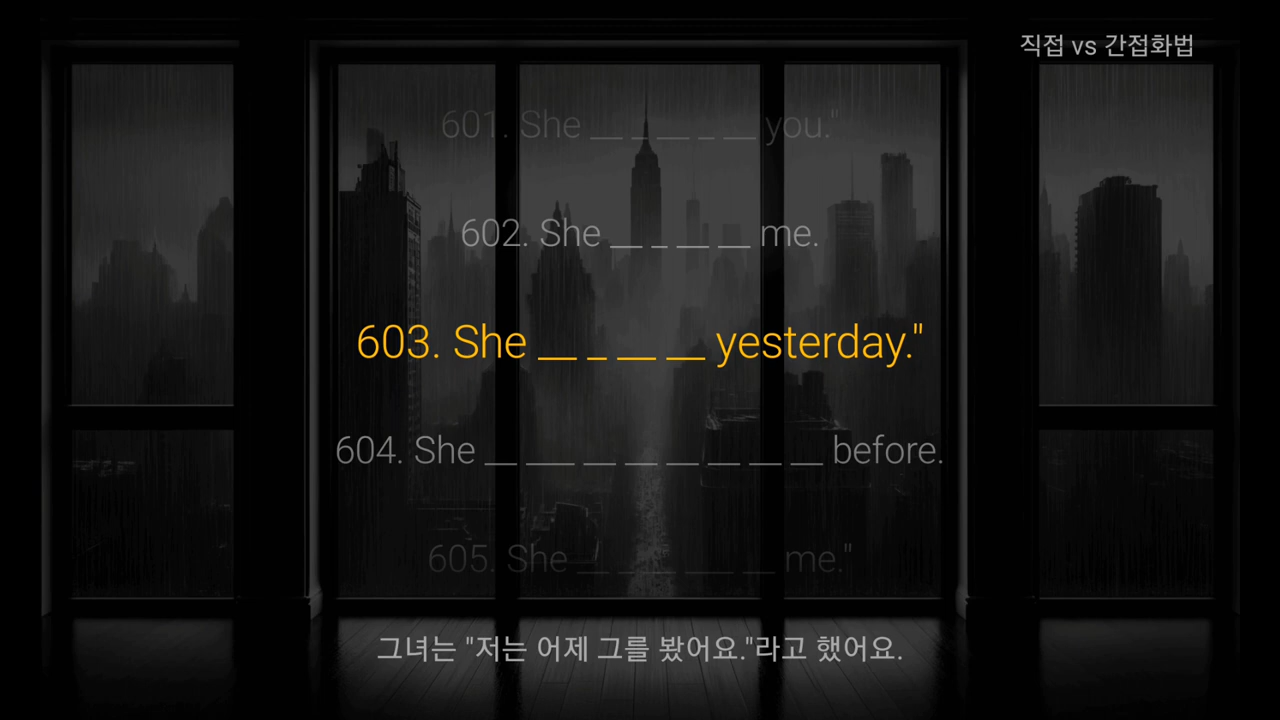 직접 vs 간접화법
601. She __ _ __ _ __ you."
602. She __ _ __ __ me.
603. She __ _ __ __ yesterday."
604. She __ ___ __ __ __ __ __ __ before.
605. She __ _ __ __ __ me."
그녀는 "저는 어제 그를 봤어요."라고 했어요.